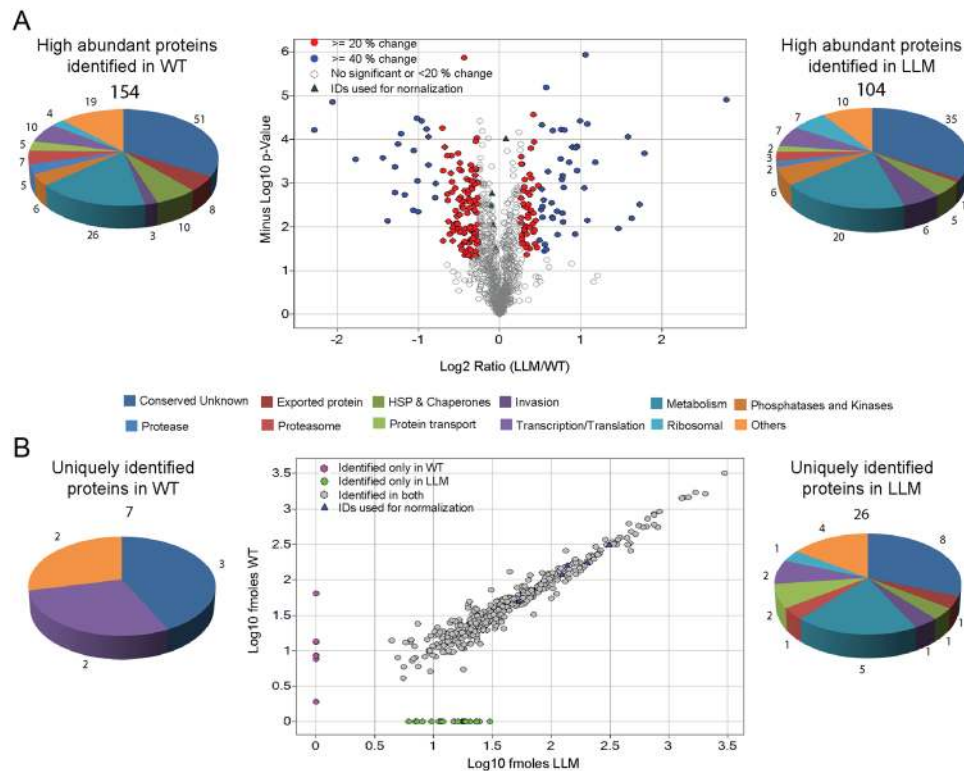 A
High abundant proteins
identified in WT
154
51
8
10
3
26
6
5
7
5
10
4
19
>= 20 % change
>= 40 % change
No significant or <20 % change
IDs used for nornalization
Minus Log10 p-Value
6
5
4
3
2
1
0
-2
-1
0
1
2
3
Log2 Ratio (LLM/WT)
High abundant proteins
identified in LLM
104
35
1
5
6
20
6
2
3
2
7
7
10
Conserved Unknown
Exported protein
HSP & Chaperones
Invasion
Metabolism
Phosphatases and Kinases
Protease
Proteasome
Protein transport
Transcription/Translation
Ribosomal
Others
B
Uniquely identified
proteins in WT
7
3
2
2
Identified only in WT
Identified only in LLM
Identified in both
IDs used for normalization
Log10 fmoles WT
3.5
3.0
2.5
2.0
1.5
1.0
0.5
0
0
0.5
1
1.5
2
2.5
3
3.5
Log10 fmoles LLM
Uniquely identified
proteins in LLM
26
8
1
1
1
5
1
2
2
1
4